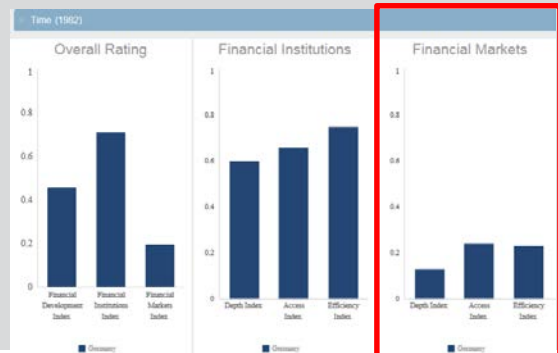 Time (1982)
Overall Rating
1
0.8
0.6
0.4
0.2
0
Financial
Development
Index
Financial
Institutions
Index
Financial
Markets
Index
Germany
Financial Institutions
1
0.8
0.6
0.4
0.2
0
Depth Index
Access
Index
Efficiency
Index
Germany
Financial Markets
1
0.8
0.6
0.4
0.2
0
Depth Index
Access
Index
Efficiency
Index
Germany